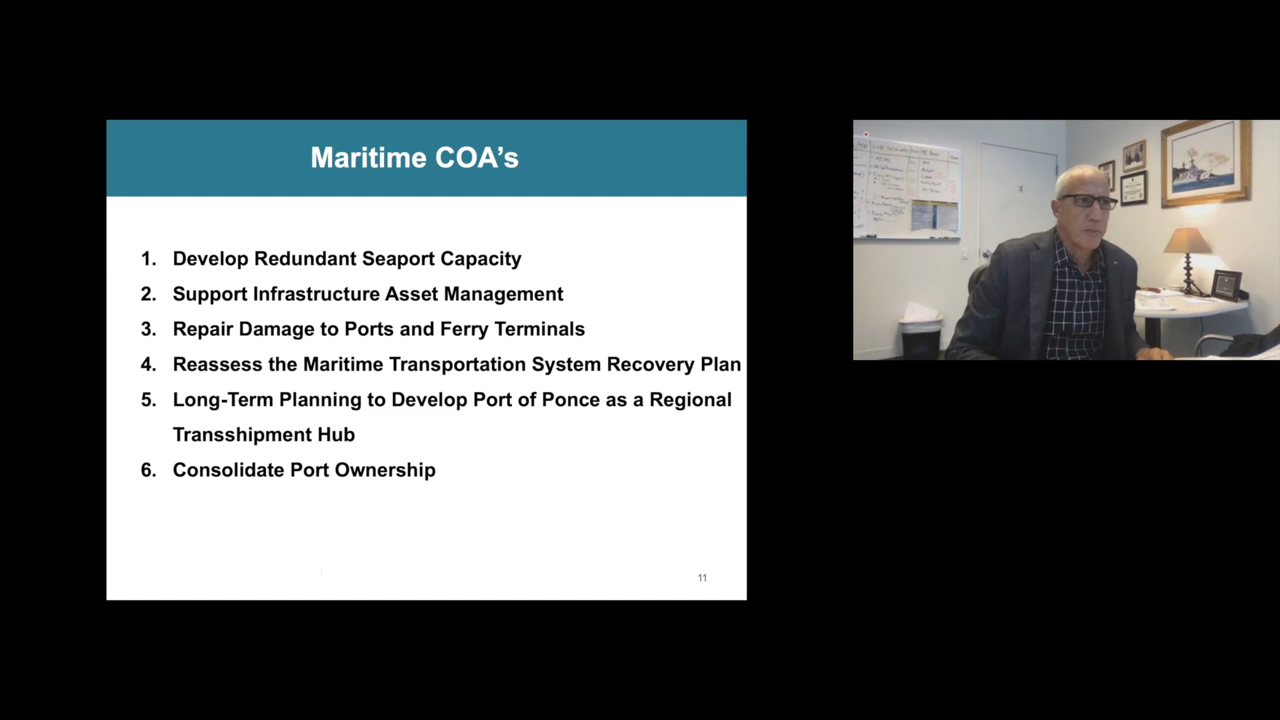 Maritime COA's
1. Develop Redundant Seaport Capacity
2. Support Infrastructure Asset Management
3. Repair Damage to Ports and Ferry Terminals
4. Reassess the Maritime Transportation System Recovery Plan
5. Long-Term Planning to Develop Port of Ponce as a Regional
Transshipment Hub
6. Consolidate Port Ownership
11